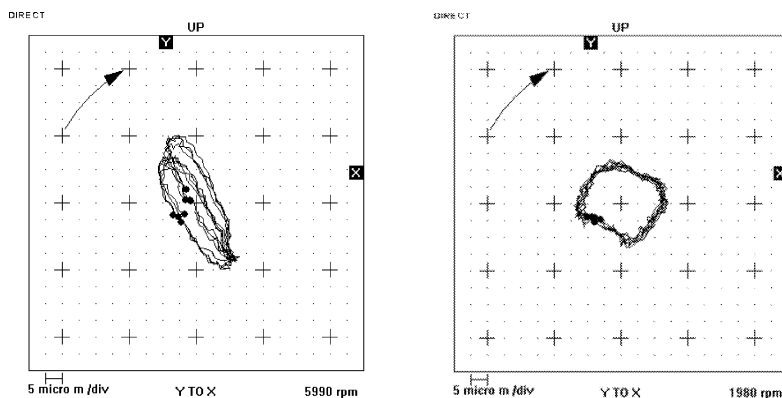 DIRECT
UP
Y
X
5 micro m /div
Y TO X
5990 rpm
DIRECT
UP
Y
X
5 micro m /div
Y TO X
1980 rpm